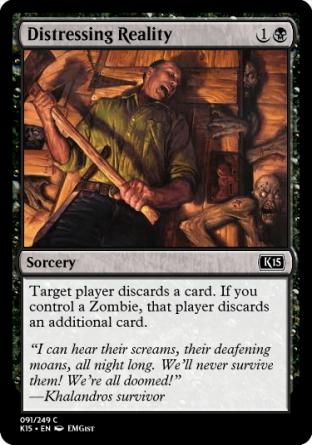 Distressing Reality 1
Sorcery K15
Target player discards a card. If you
control a Zombie, that player discards
an additional card.
“I can hear their screams, their deafening
moans, all night long. We'll never survive
them! We're all doomed!”
—Khalandros survivor
091/249 C
K15 • EN EMGist